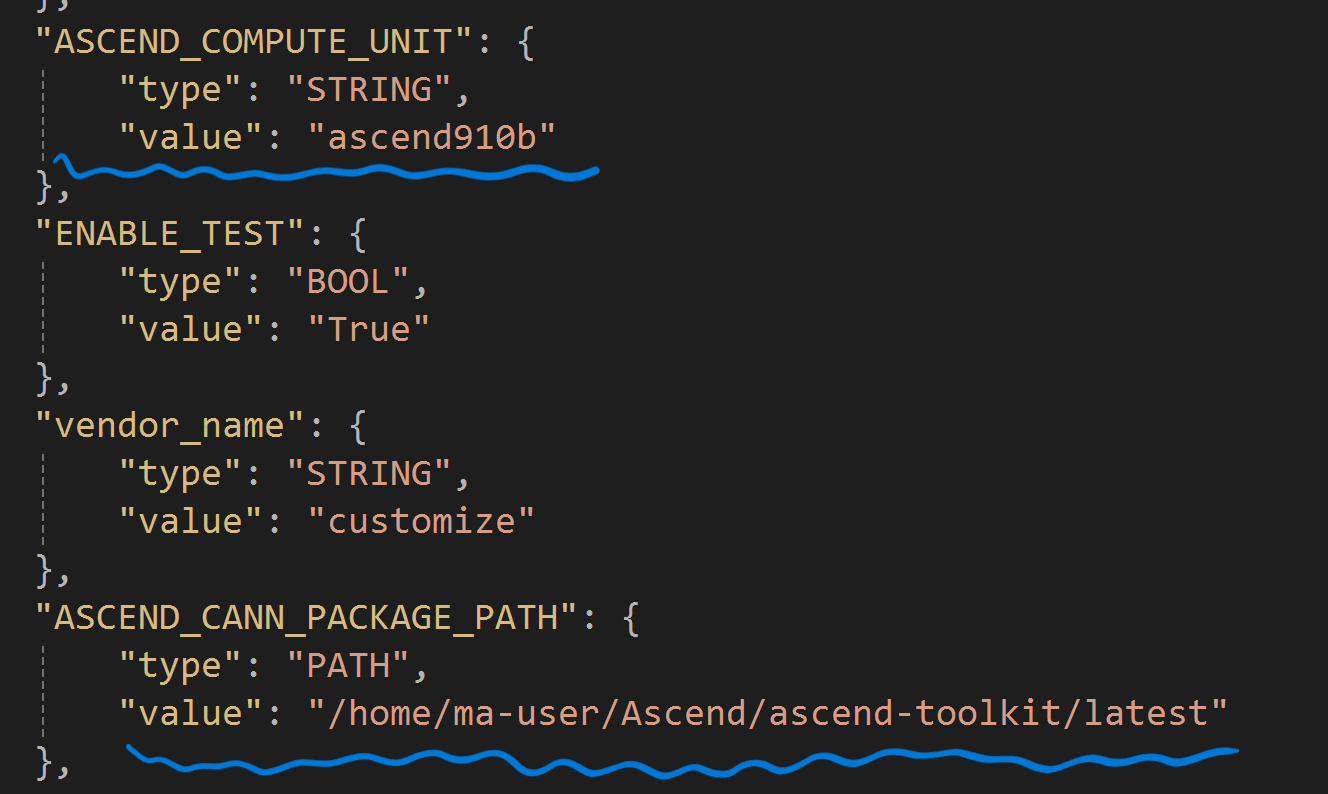 },
"ASCEND_COMPUTE_UNIT": {
"type": "STRING",
"value": "ascend910b"
},
"ENABLE_TEST": {
"type": "BOOL",
"value": "True"
},
"vendor_name": {
"type": "STRING",
"value": "customize"
},
"ASCEND_CANN_PACKAGE_PATH": {
"type": "PATH",
"value": "/home/ma-user/Ascend/ascend-toolkit/latest"
},